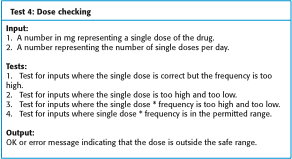 Test 4: Dose checking
Input:
1. A number in mg representing a single dose of the drug.
2. A number representing the number of single doses per day.
Tests:
1. Test for inputs where the single dose is correct but the frequency is too
high.
2. Test for inputs where the single dose is too high and too low.
3. Test for inputs where the single dose * frequency is too high and too low.
4. Test for inputs where single dose * frequency is in the permitted range.
Output:
OK or error message indicating that the dose is outside the safe range.